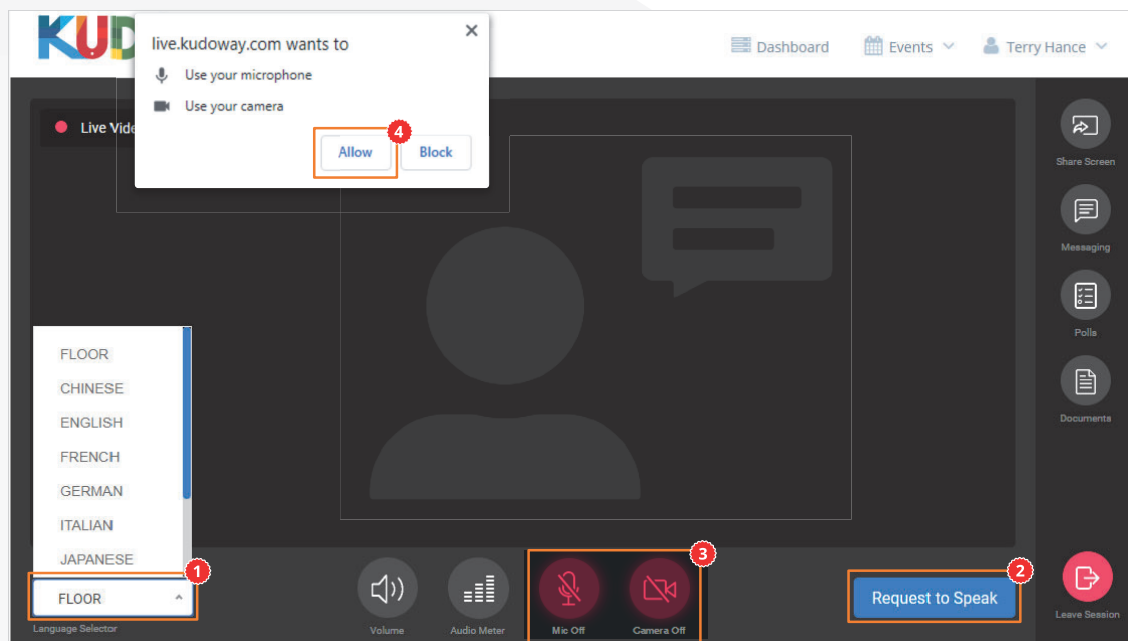 KUD
live.kudoway.com wants to
Use your microphone
Use your camera
Allow
Block
4
Dashboard
Events
Terry Hance
Live Vide
Share Screen
Messaging
Polls
Documents
FLOOR
CHINESE
ENGLISH
FRENCH
GERMAN
ITALIAN
JAPANESE
1
FLOOR
Language Selector
Volume
Audio Meter
3
Mic Off
Camera Off
2
Request to Speak
Leave Session